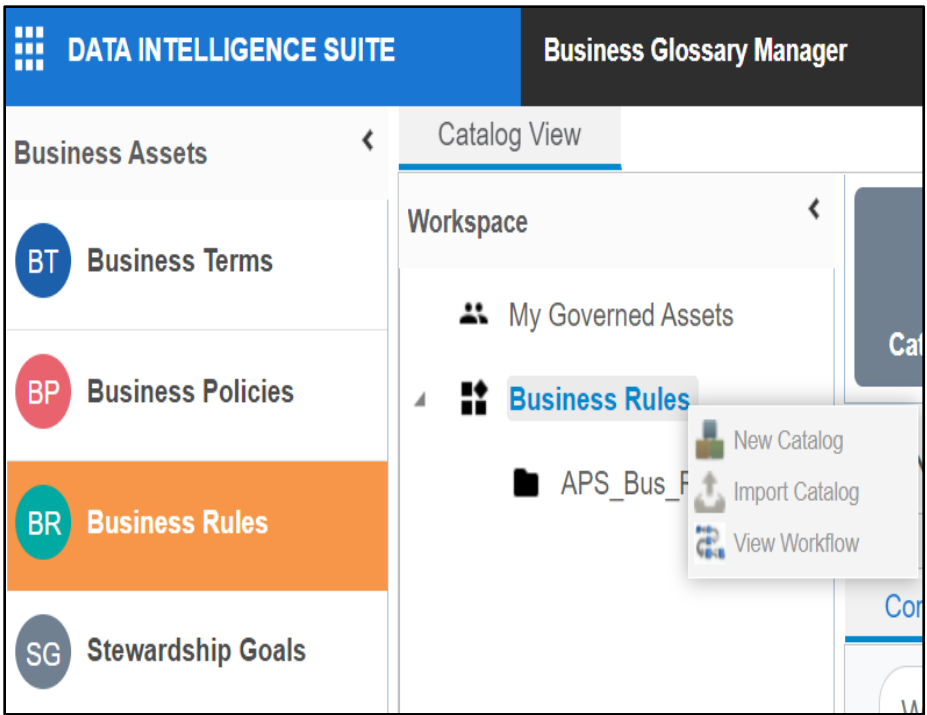 DATA INTELLIGENCE SUITE
Business Glossary Manager
Business Assets
Catalog View
Workspace
BT Business Terms
My Governed Assets
BP Business Policies
Business Rules
New Catalog
APS_Bus_
Import Catalog
BR Business Rules
View Workflow
SG Stewardship Goals